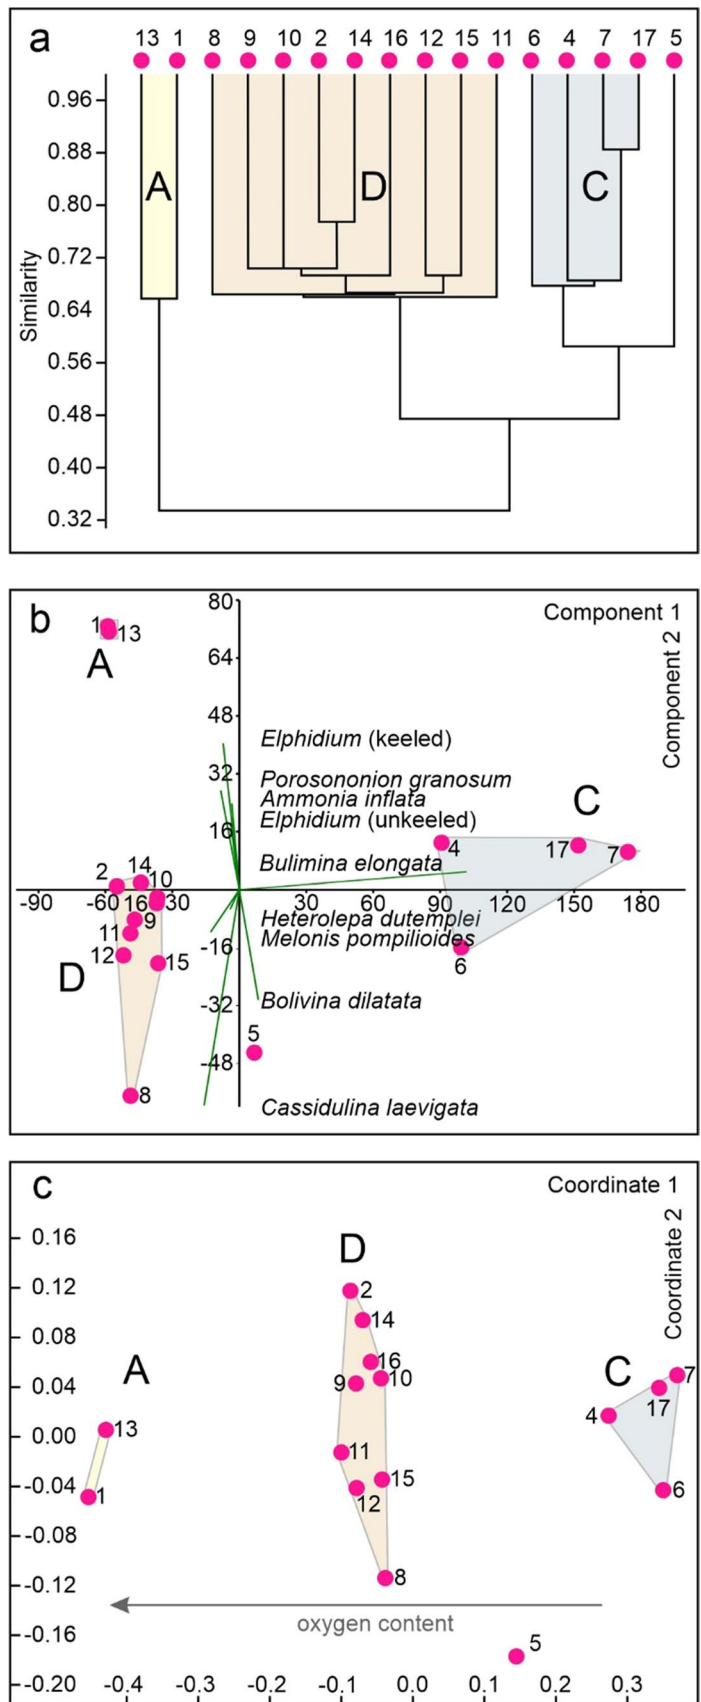 a
13 1 8 9 10 2 14 16 12 15 11 6 4 7 17 5
0.96
0.88
0.80
0.72
0.64
0.56
0.48
0.40
0.32
Similarity
A D C
b
80
Component 1
Component 2
1
13
A
64
48
Elphidium (keeled)
32
Porosononion granosum
Ammonia inflata
C
Elphidium (unkeeled)
16
4 17 7
Bulimina elongata
2 14 10
-90 -60 -30 30 60 90 120 150 180
16
9
Heterolepa dutemplei
11
Melonis pompilioides
-16
12 15
6
D
Bolivina dilatata
-32
5
-48
8
Cassidulina laevigata
c
Coordinate 1
Coordinate 2
0.16
0.12
0.08
0.04
0.00
-0.04
-0.08
-0.12
-0.16
-0.20
D
2
14
A
16
C
7
9 10
17
4
13
11
15
1
12
6
8
oxygen content
5
-0.4 -0.3 -0.2 -0.1 0.0 0.1 0.2 0.3